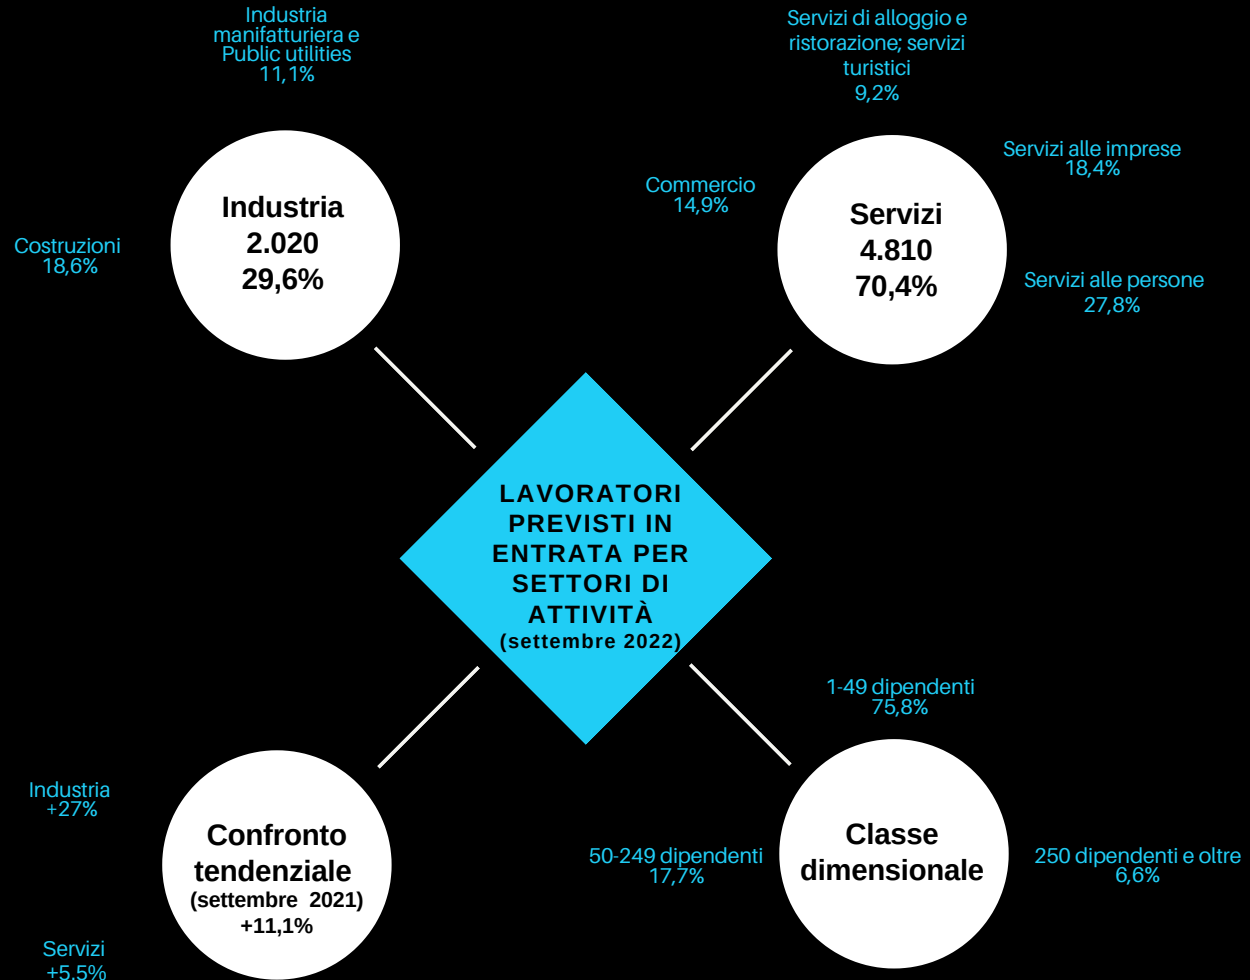 Industria
manifatturiera e
Public utilities
11,1%
Costruzioni
18,6%
Industria
2.020
29,6%
Servizi di alloggio e
ristorazione; servizi
turistici
9,2%
Servizi alle imprese
18,4%
Commercio
14,9%
Servizi
4.810
70,4%
Servizi alle persone
27,8%
LAVORATORI
PREVISTI IN
ENTRATA PER
SETTORI DI
ATTIVITÀ
(settembre 2022)
Industria
+27%
Confronto
tendenziale
(settembre 2021)
+11,1%
Servizi
+5,5%
1-49 dipendenti
75,8%
50-249 dipendenti
17,7%
Classe
dimensionale
250 dipendenti e oltre
6,6%